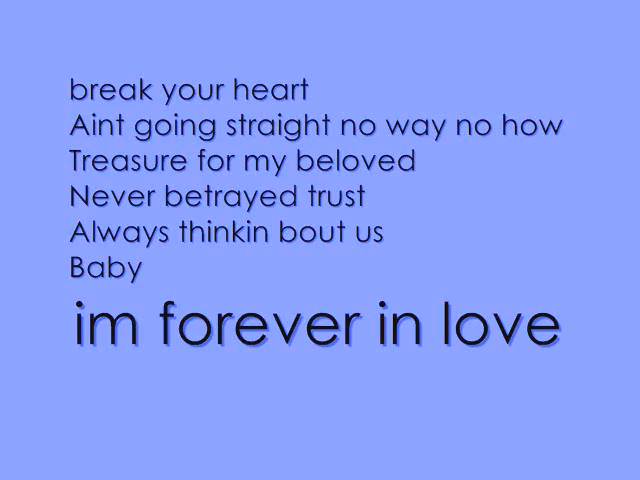 break your heart
Aint going straight no way no how
Treasure for my beloved
Never betrayed trust
Always thinkin bout us
Baby
im forever in love